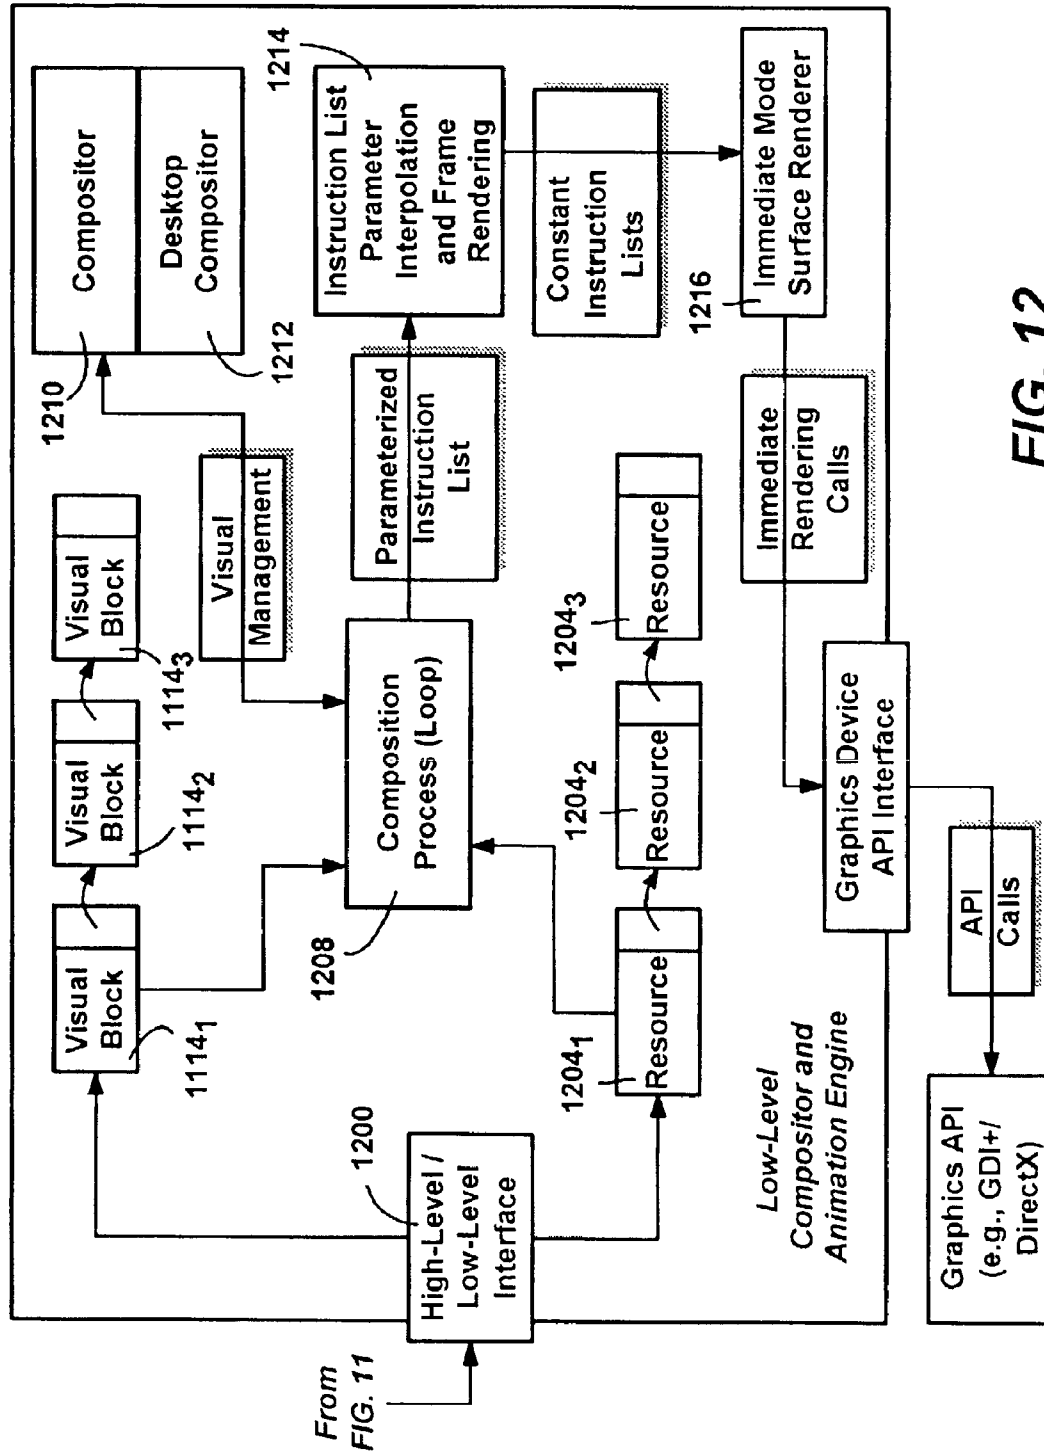 1210
Compositor
Desktop
Compositor
1212
Visual
Block
1114₁
Visual
Block
1114₂
Visual
Block
1114₃
Visual
Management
1214
Instruction List
Parameter
Interpolation
and Frame
Rendering
Parameterized
Instruction
List
Composition
Process (Loop)
1208
Constant
Instruction
Lists
From
FIG. 11
High-Level /
Low-Level
Interface
1200
Resource
1204₁
Resource
1204₂
Resource
1204₃
1216
Immediate Mode
Surface Renderer
Immediate
Rendering
Calls
Low-Level
Compositor and
Animation Engine
Graphics Device
API Interface
API
Calls
Graphics API
(e.g., GDI+/
DirectX)
FIG. 12